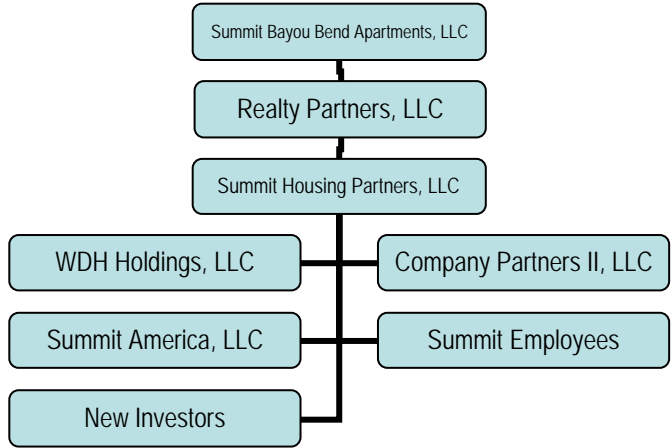 Summit Bayou Bend Apartments, LLC
Realty Partners, LLC
Summit Housing Partners, LLC
WDH Holdings, LLC
Company Partners II, LLC
Summit America, LLC
Summit Employees
New Investors